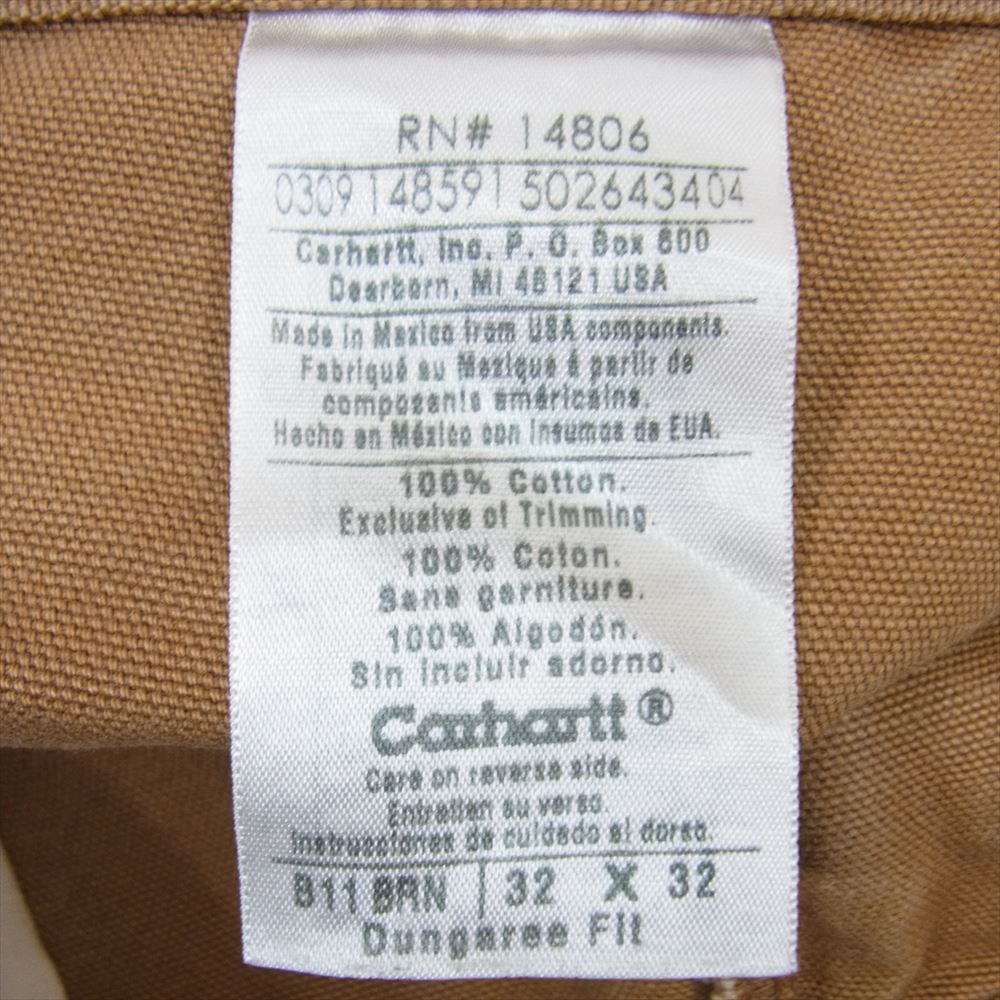 RN# 14806
0309148591502643404
Carhartt, Inc. P. O. Box 600
Dearborn, MI 48121 USA
Made in Mexico from USA components.
Fabriqué au Mexique á partir de
composants américains.
Hecho en México con insumos de EUA.
100% Cotton.
Exclusive of Trimming.
100% Coton.
Sans garniture.
100% Algodón.
Sin incluir adorno.
Carhartt®
Care on reverse side.
Entretien au verso.
Instrucciones de cuidado al dorso.
B11 BRN | 32 X 32
Dungaree Fit